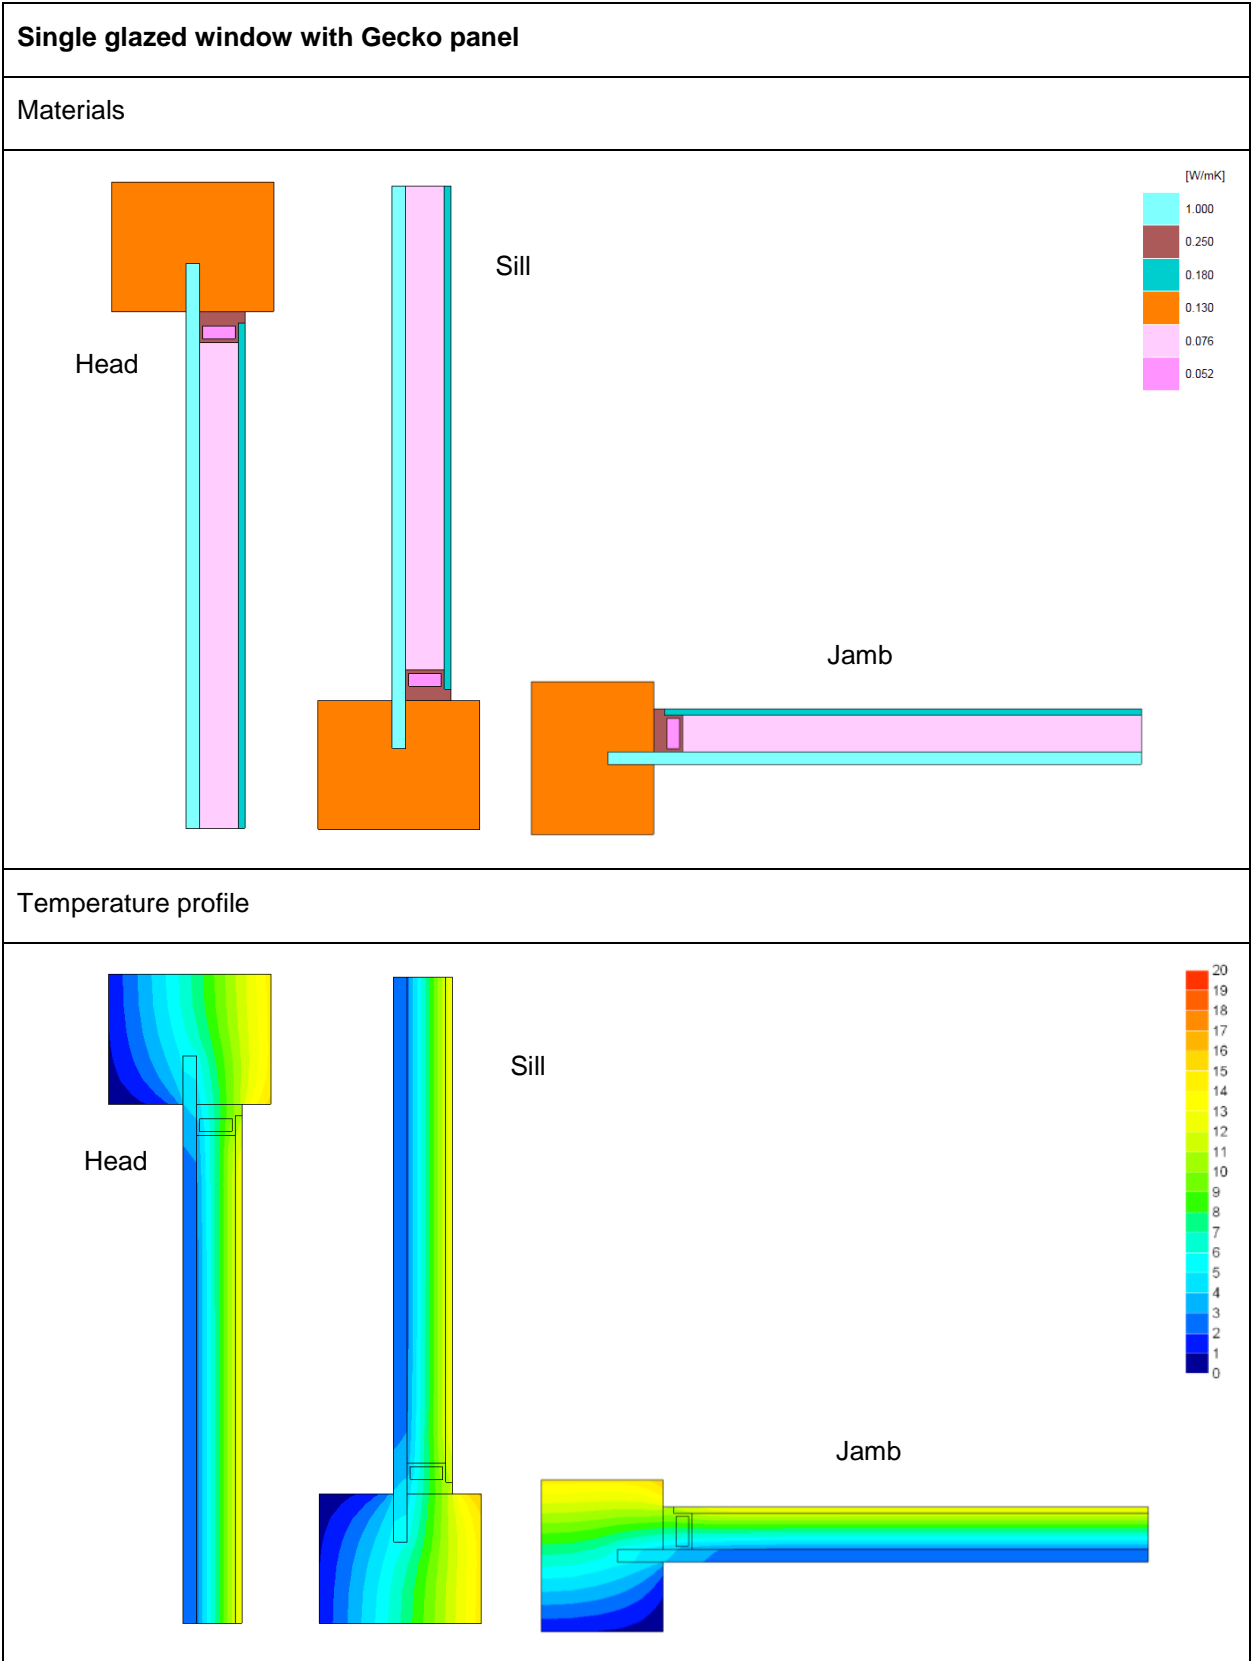 Single glazed window with Gecko panel
Materials
[W/mK]
1.000
0.250
0.180
0.130
0.076
0.052
Sill
Head
Jamb
Temperature profile
20
19
18
17
16
15
14
13
12
11
10
9
8
7
6
5
4
3
2
1
0
Sill
Head
Jamb